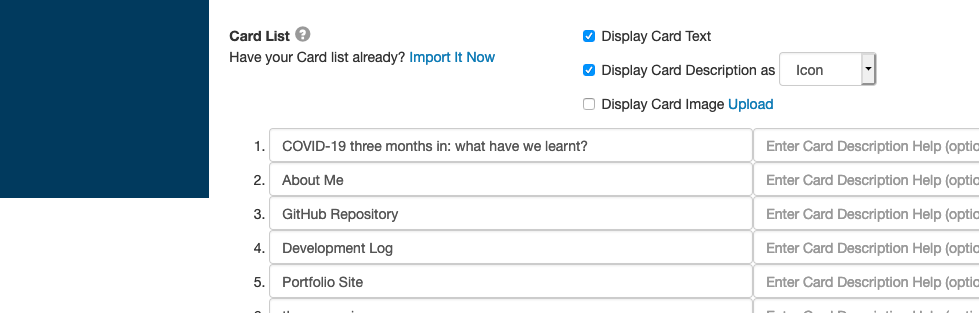 Card List ?
Have your Card list already? Import It Now
Display Card Text
Display Card Description as Icon
Display Card Image Upload
1. COVID-19 three months in: what have we learnt? Enter Card Description Help (optio
2. About Me Enter Card Description Help (optio
3. GitHub Repository Enter Card Description Help (optio
4. Development Log Enter Card Description Help (optio
5. Portfolio Site Enter Card Description Help (optio